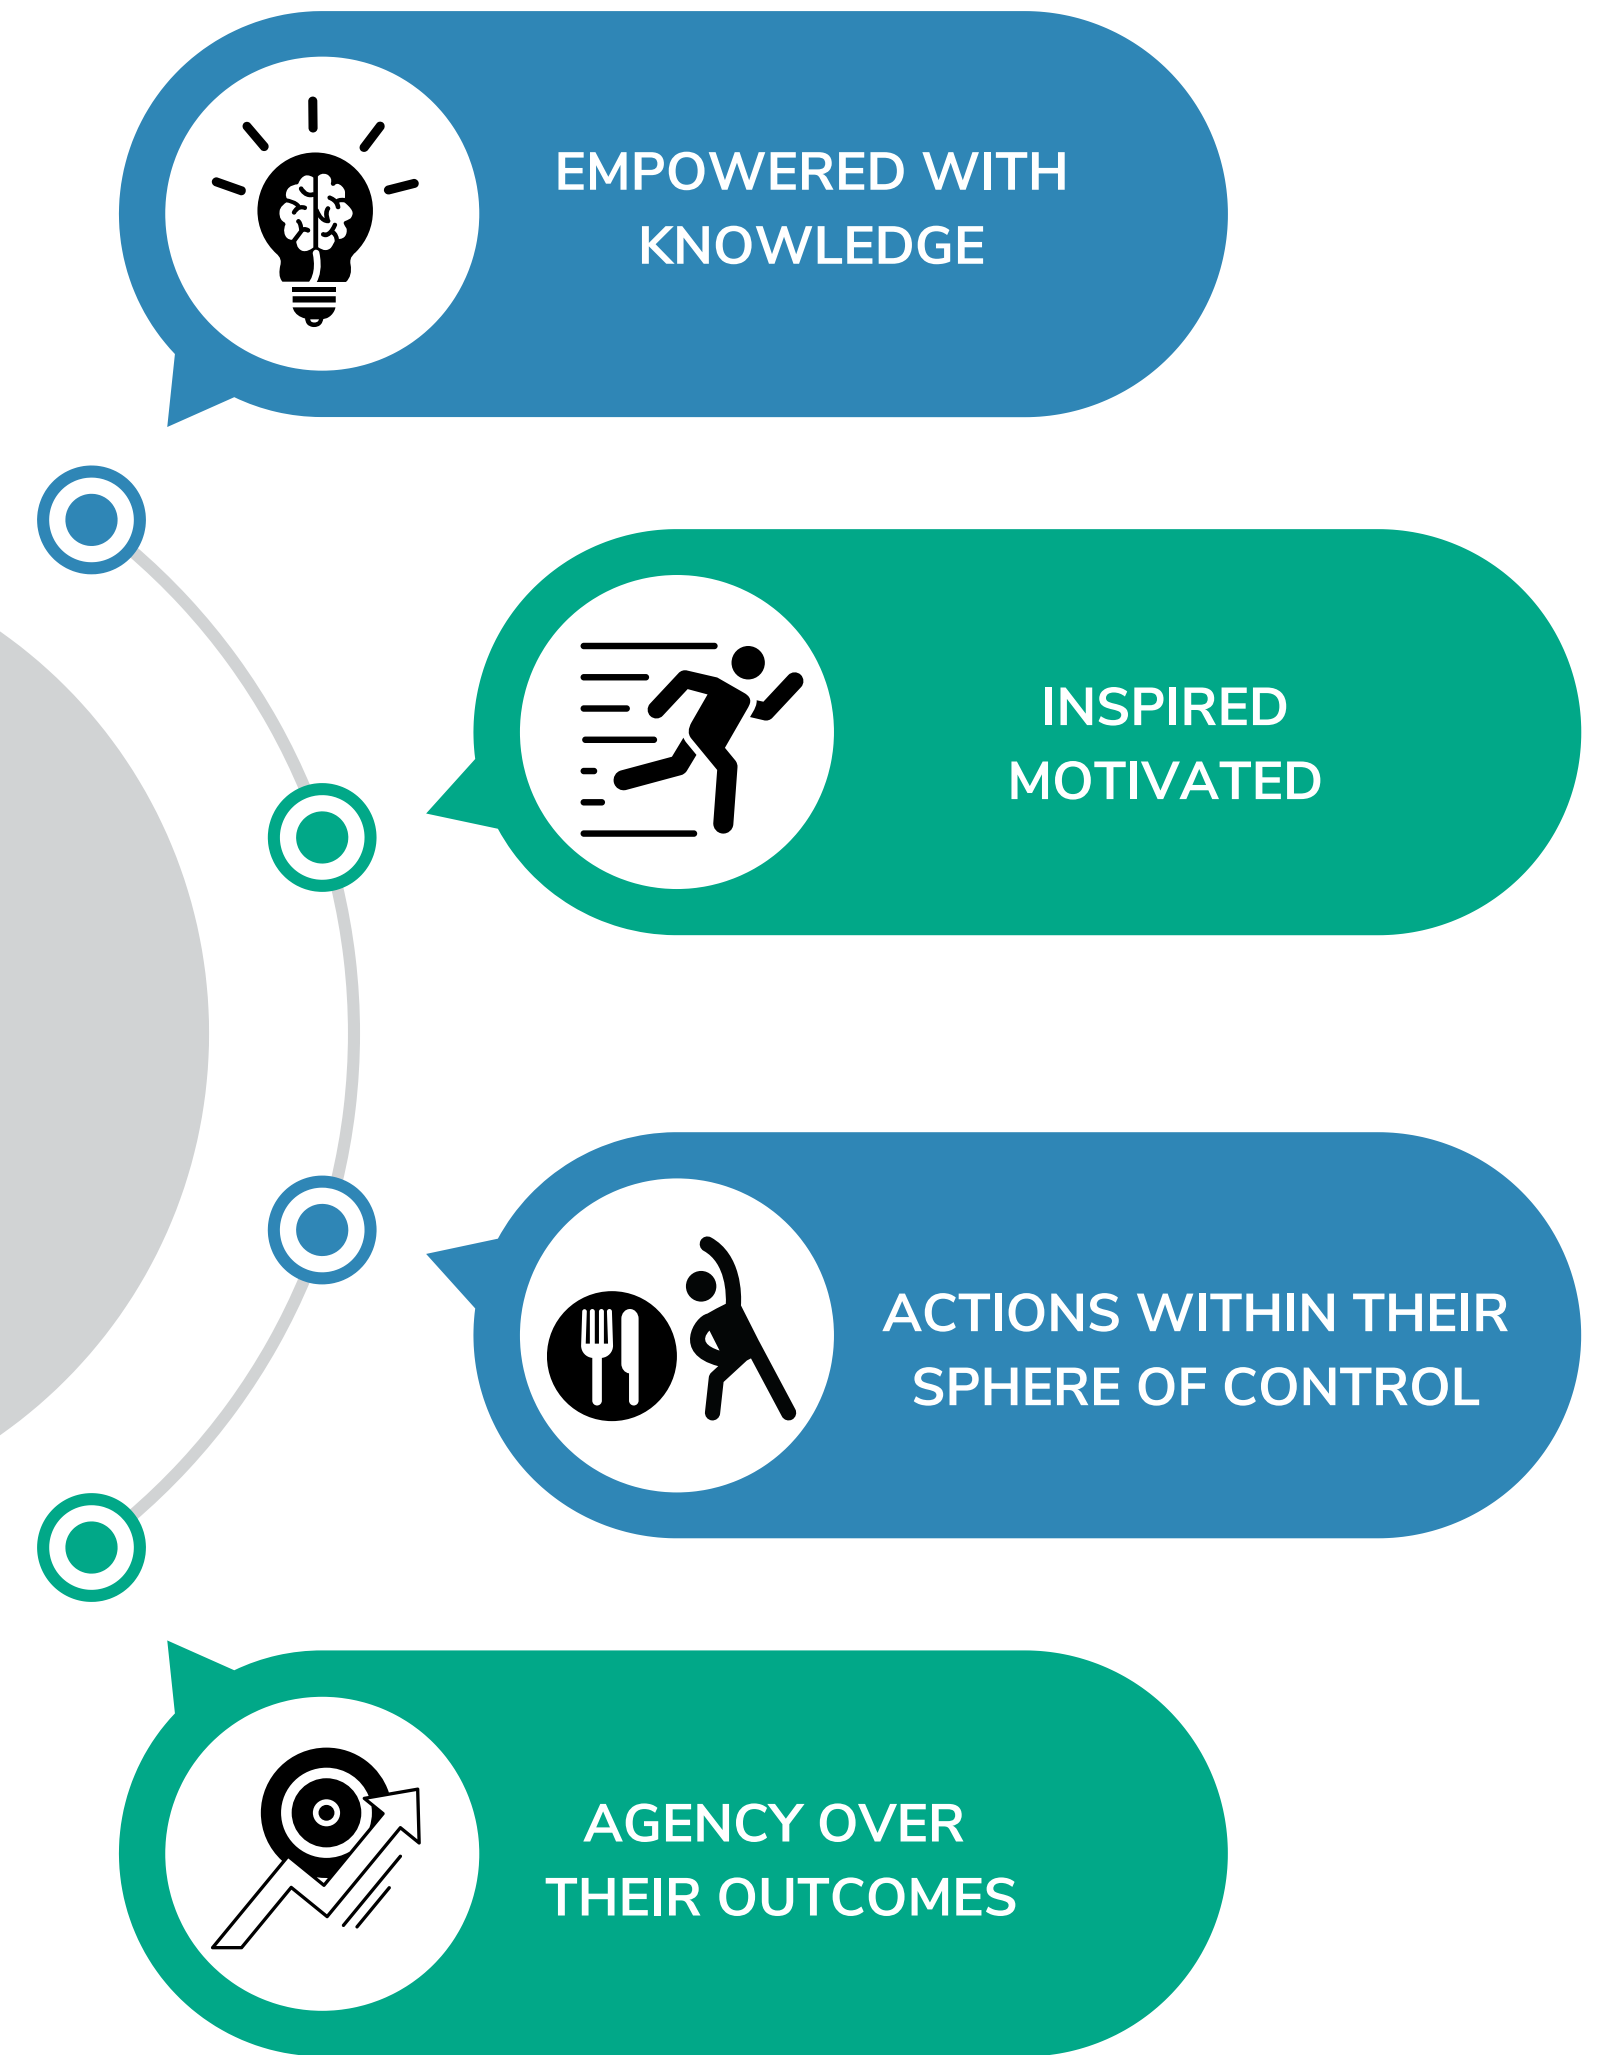 EMPOWERED WITH
KNOWLEDGE
INSPIRED
MOTIVATED
ACTIONS WITHIN THEIR
SPHERE OF CONTROL
AGENCY OVER
THEIR OUTCOMES